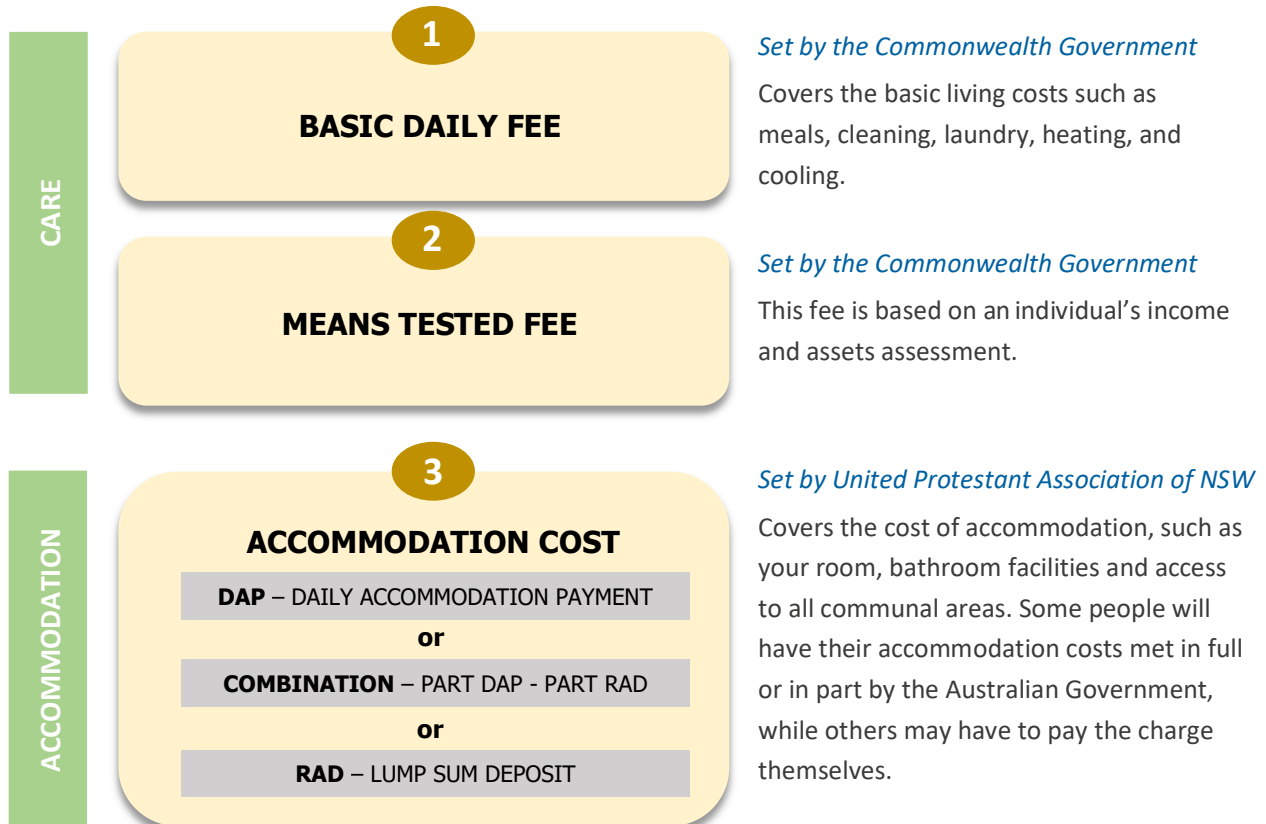 CARE
1
BASIC DAILY FEE
Set by the Commonwealth Government
Covers the basic living costs such as
meals, cleaning, laundry, heating, and
cooling.
2
MEANS TESTED FEE
Set by the Commonwealth Government
This fee is based on an individual’s income
and assets assessment.
ACCOMMODATION
3
ACCOMMODATION COST
DAP – DAILY ACCOMMODATION PAYMENT
or
COMBINATION – PART DAP - PART RAD
or
RAD – LUMP SUM DEPOSIT
Set by United Protestant Association of NSW
Covers the cost of accommodation, such as
your room, bathroom facilities and access
to all communal areas. Some people will
have their accommodation costs met in full
or in part by the Australian Government,
while others may have to pay the charge
themselves.